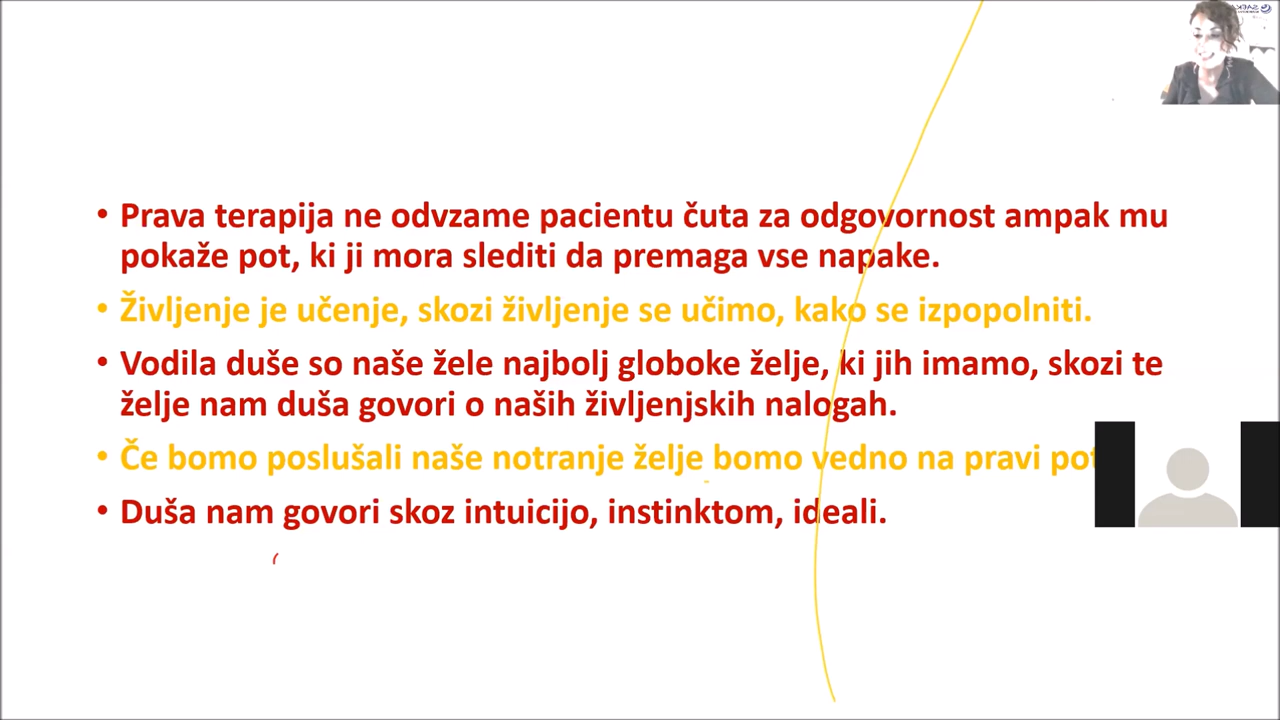 • Prava terapija ne odvzame pacientu čuta za odgovornost ampak mu
pokaže pot, ki ji mora slediti da premaga vse napake.
• Življenje je učenje, skozi življenje se učimo, kako se izpopolniti.
• Vodila duše so naše žele najbolj globoke želje, ki jih imamo, skozi te
želje nam duša govori o naših življenjskih nalogah.
• Če bomo poslušali naše notranje želje bomo vedno na pravi
• Duša nam govori skoz intuicijo, instinktom, ideali.